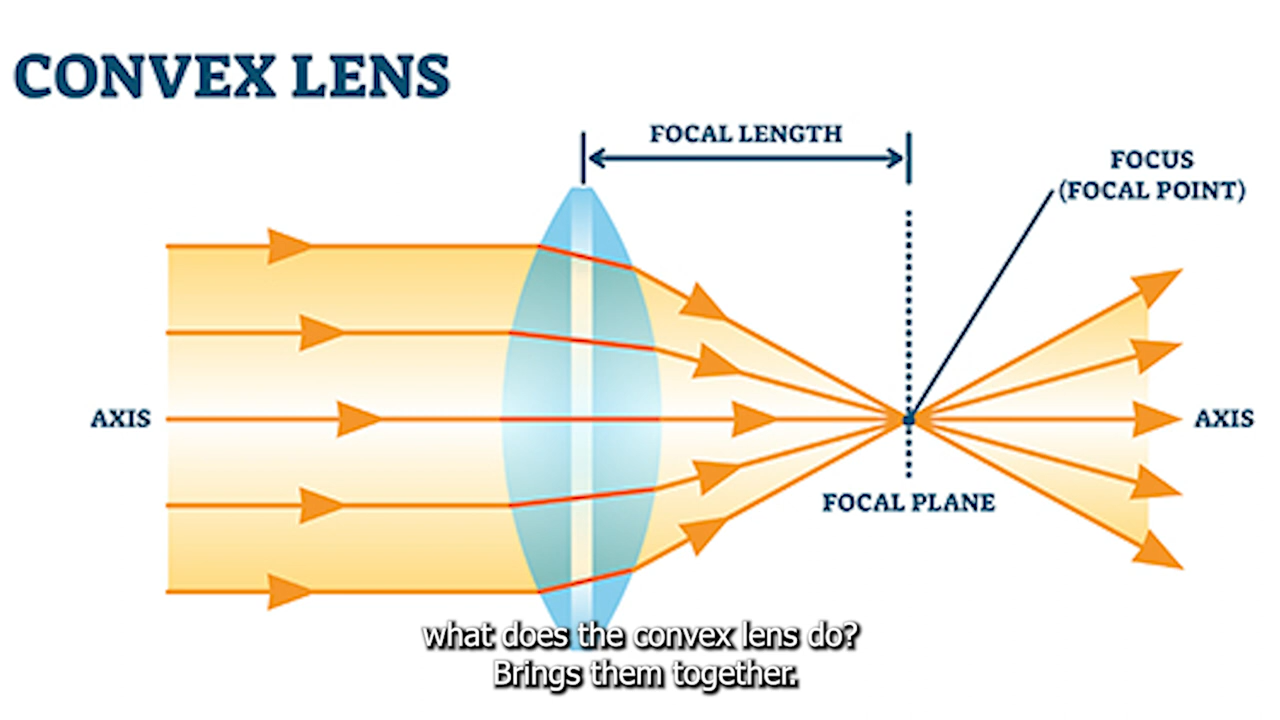 CONVEX LENS
FOCAL LENGTH
FOCUS
(FOCAL POINT)
AXIS
AXIS
FOCAL PLANE
what does the convex lens do?
Brings them together.